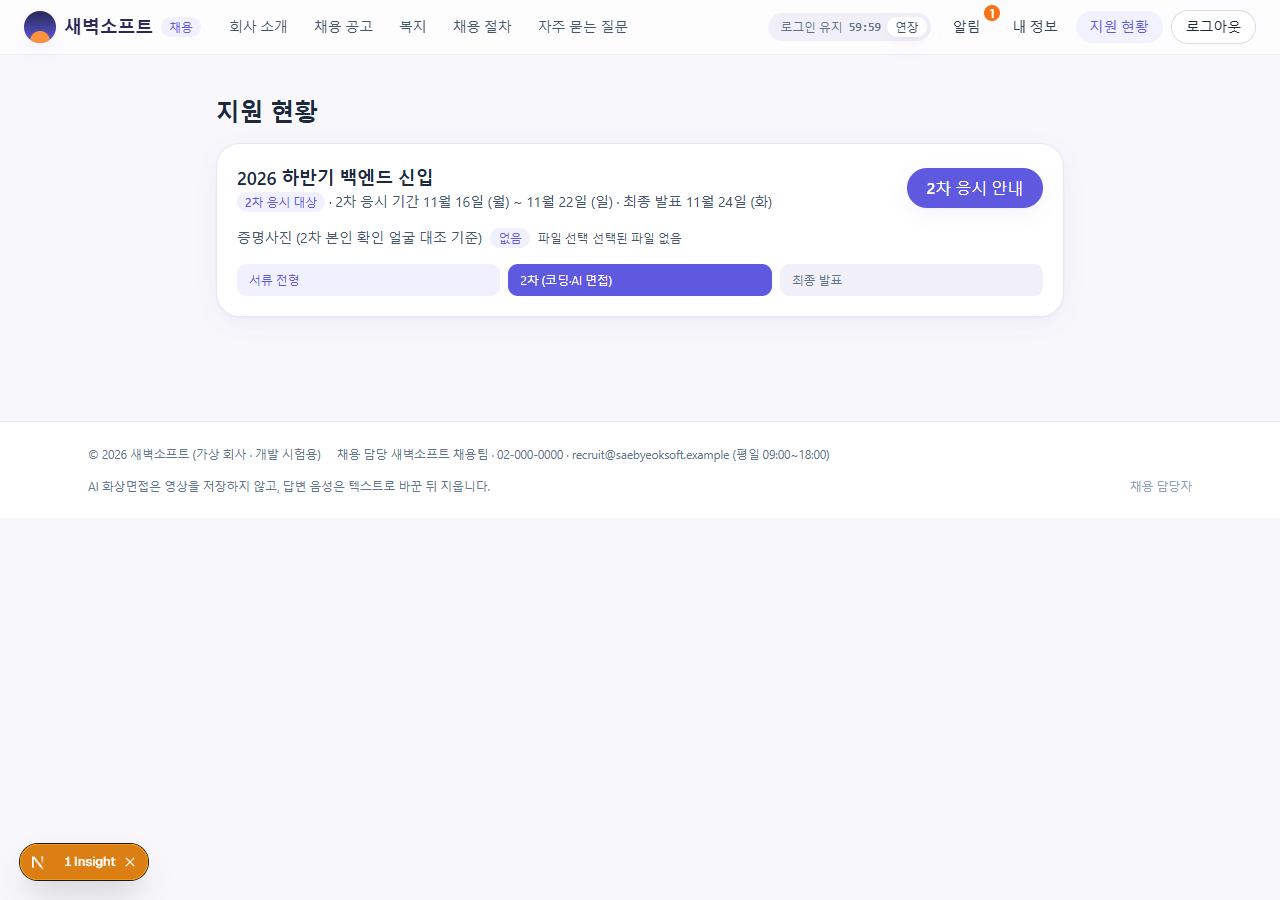 새벽소프트 채용 회사 소개 채용 공고 복지 채용 절차 자주 묻는 질문 로그인 유지 59:59 연장 알림 1 내 정보 지원 현황 로그아웃
지원 현황
2026 하반기 백엔드 신입
2차 응시 안내
2차 응시 대상 · 2차 응시 기간 11월 16일 (월) ~ 11월 22일 (일) · 최종 발표 11월 24일 (화)
증명사진 (2차 본인 확인 얼굴 대조 기준) 없음 파일 선택 선택된 파일 없음
서류 전형 2차 (코딩·AI 면접) 최종 발표
© 2026 새벽소프트 (가상 회사 · 개발 시험용) 채용 담당 새벽소프트 채용팀 · 02-000-0000 · recruit@saebyeoksoft.example (평일 09:00~18:00)
AI 화상면접은 영상을 저장하지 않고, 답변 음성은 텍스트로 바꾼 뒤 지웁니다. 채용 담당자
N 1 Insight